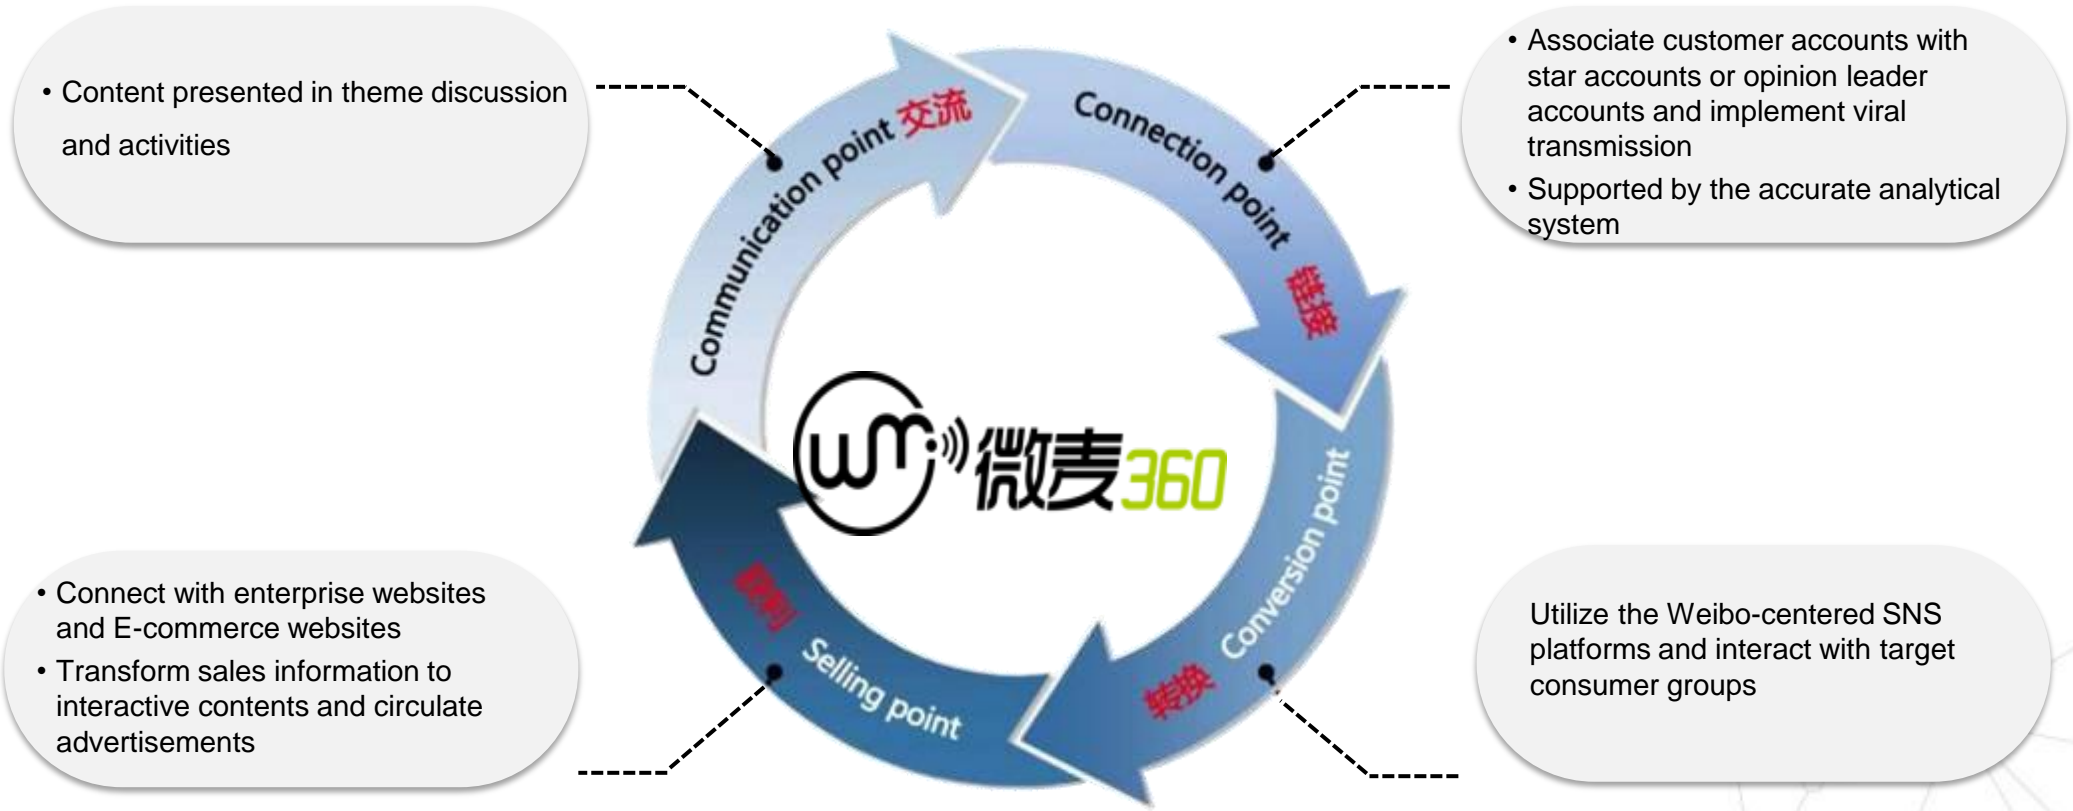 • Content presented in theme discussion
and activities
• Associate customer accounts with
star accounts or opinion leader
accounts and implement viral
transmission
• Supported by the accurate analytical
system
Communication point 交流
Connection point 链接
Conversion point 转换
Selling point 获利
wm 微麦360
• Connect with enterprise websites
and E-commerce websites
• Transform sales information to
interactive contents and circulate
advertisements
Utilize the Weibo-centered SNS
platforms and interact with target
consumer groups